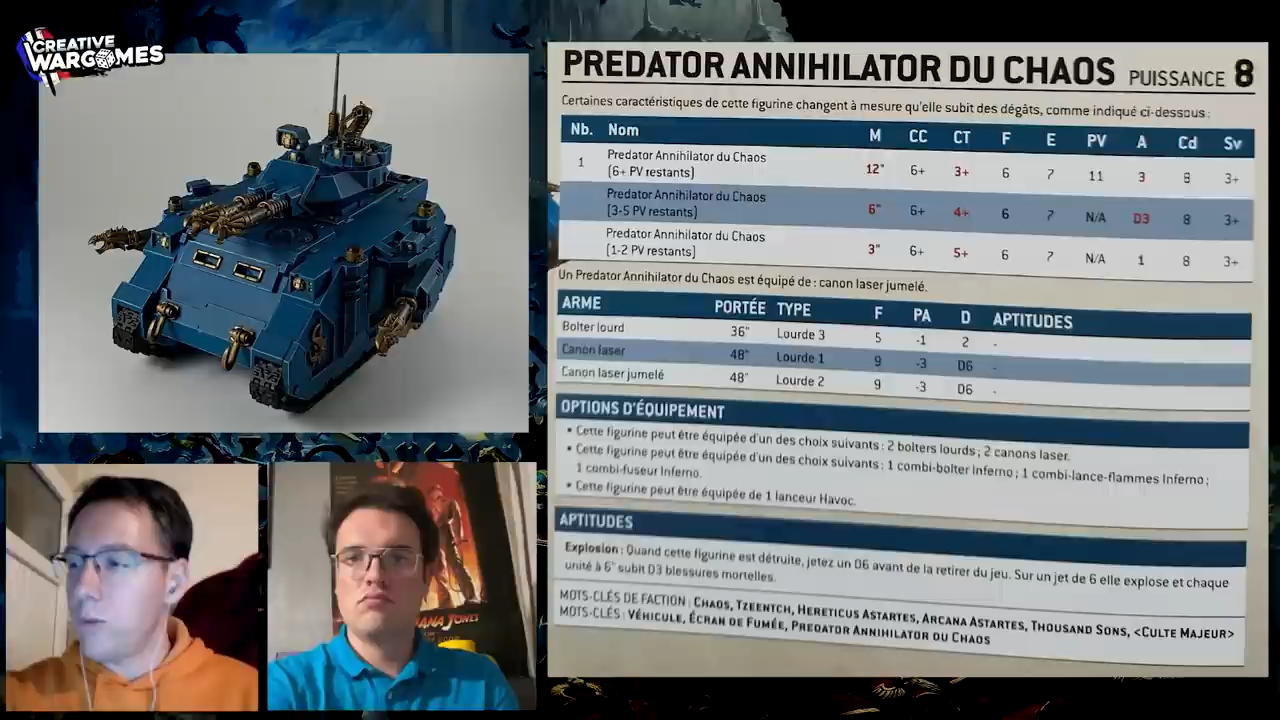 CREATIVE
WARGAMES
PREDATOR ANNIHILATOR DU CHAOS PUISSANCE 8
Certaines caractéristiques de cette figurine changent à mesure qu'elle subit des dégâts, comme indiqué ci-dessous :
Nb. Nom M CC CT F E PV A Cd Sv
1 Predator Annihilator du Chaos
(6+ PV restants) 12" 6+ 3+ 6 7 11 3 8 3+
Predator Annihilator du Chaos
(3-5 PV restants) 6" 6+ 4+ 6 7 N/A D3 8 3+
Predator Annihilator du Chaos
(1-2 PV restants) 3" 6+ 5+ 6 7 N/A 1 8 3+
Un Predator Annihilator du Chaos est équipé de : canon laser jumelé.
ARME PORTÉE TYPE F PA D APTITUDES
Bolter lourd 36" Lourde 3 5 -1 2 -
Canon laser 48" Lourde 1 9 -3 D6 -
Canon laser jumelé 48" Lourde 2 9 -3 D6 -
OPTIONS D'ÉQUIPEMENT
• Cette figurine peut être équipée d'un des choix suivants : 2 bolters lourds ; 2 canons laser.
• Cette figurine peut être équipée d'un des choix suivants : 1 combi-bolter Inferno ; 1 combi-lance-flammes Inferno ;
1 combi-fuseur Inferno.
• Cette figurine peut être équipée de 1 lanceur Havoc.
APTITUDES
Explosion : Quand cette figurine est détruite, jetez un D6 avant de la retirer du jeu. Sur un jet de 6 elle explose et chaque
unité à 6" subit D3 blessures mortelles.
MOTS-CLÉS DE FACTION : CHAOS, TZEENTCH, HERETICUS ASTARTES, ARCANA ASTARTES, THOUSAND SONS, <CULTE MAJEUR>
MOTS-CLÉS : VÉHICULE, ÉCRAN DE FUMÉE, PREDATOR ANNIHILATOR DU CHAOS
IANA JONES